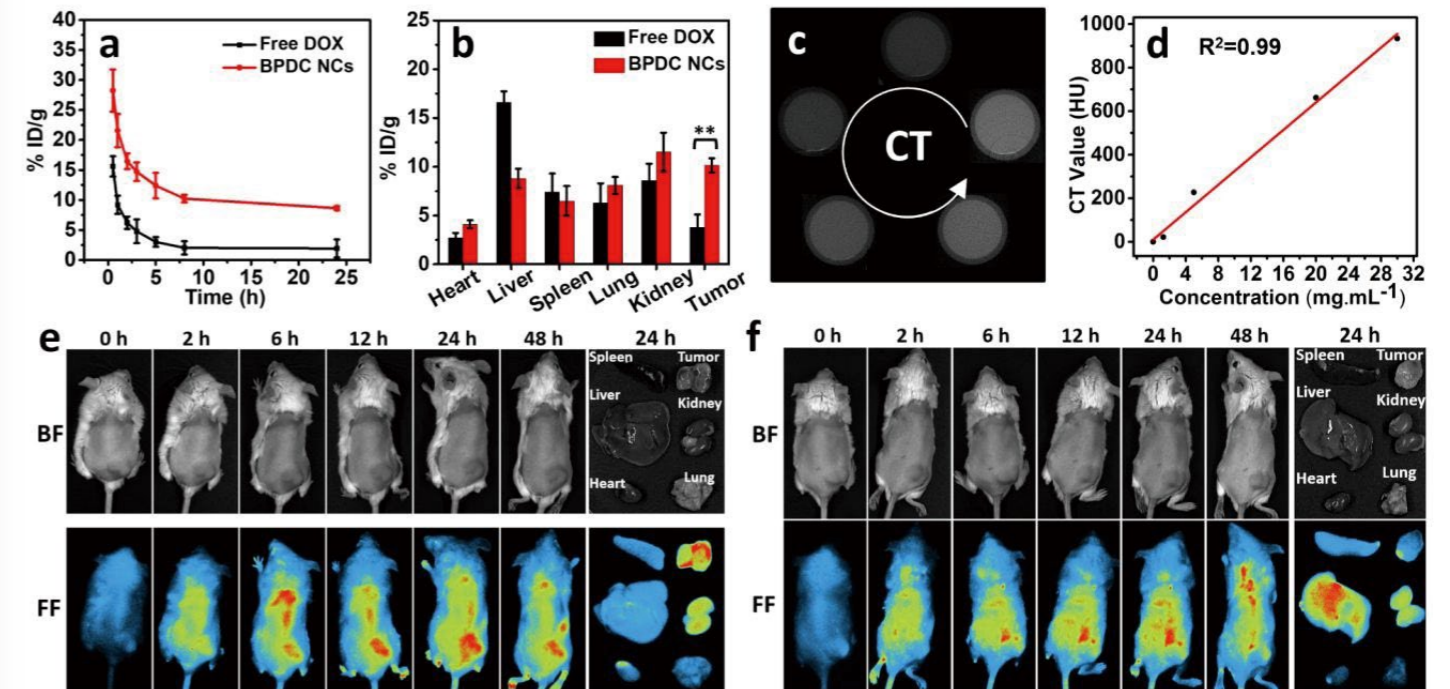 a
% ID/g
40
35
30
25
20
15
10
5
0
Free DOX
BPDC NCs
0 5 10 15 20 25
Time (h)
b
% ID/g
25
20
15
10
5
0
Free DOX
BPDC NCs
**
Heart Liver Spleen Lung Kidney Tumor
c
CT
d
CT Value (HU)
1000
800
600
400
200
0
R²=0.99
0 4 8 12 16 20 24 28 32
Concentration (mg.mL⁻¹)
e
0 h 2 h 6 h 12 h 24 h 48 h 24 h
BF
Spleen Tumor
Liver Kidney
Heart Lung
FF
f
0 h 2 h 6 h 12 h 24 h 48 h 24 h
BF
Spleen Tumor
Liver Kidney
Heart Lung
FF